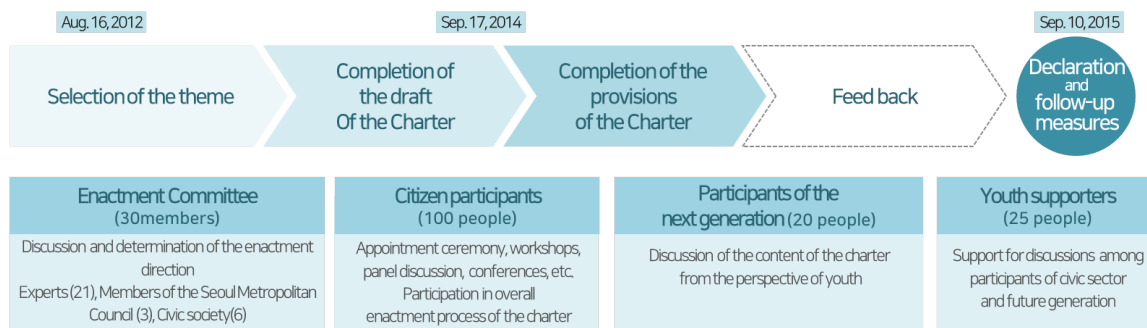 Aug. 16, 2012
Sep. 17, 2014
Sep. 10, 2015
Selection of the theme
Completion of
the draft
Of the Charter
Completion of the
provisions
of the Charter
Feed back
Declaration
and
follow-up
measures
Enactment Committee
(30members)
Discussion and determination of the enactment
direction
Experts (21), Members of the Seoul Metropolitan
Council (3), Civic society(6)
Citizen participants
(100 people)
Appointment ceremony, workshops,
panel discussion, conferences, etc.
Participation in overall
enactment process of the charter
Participants of the
next generation (20 people)
Discussion of the content of the charter
from the perspective of youth
Youth supporters
(25 people)
Support for discussions among
participants of civic sector
and future generation